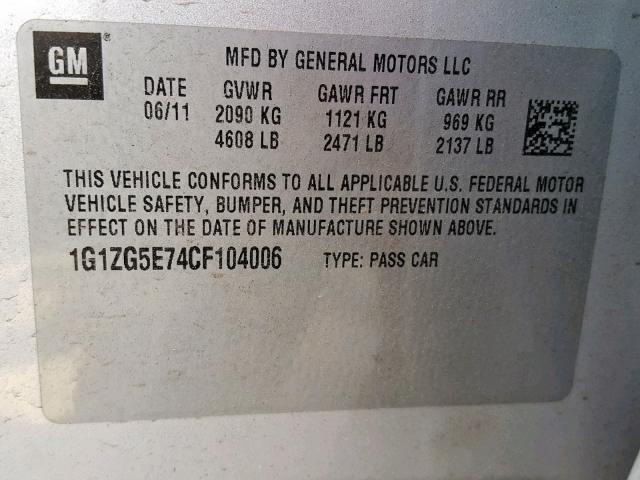 GM
MFD BY GENERAL MOTORS LLC
DATE GVWR GAWR FRT GAWR RR
06/11 2090 KG 1121 KG 969 KG
4608 LB 2471 LB 2137 LB
THIS VEHICLE CONFORMS TO ALL APPLICABLE U.S. FEDERAL MOTOR
VEHICLE SAFETY, BUMPER, AND THEFT PREVENTION STANDARDS IN
EFFECT ON THE DATE OF MANUFACTURE SHOWN ABOVE.
1G1ZG5E74CF104006 TYPE: PASS CAR